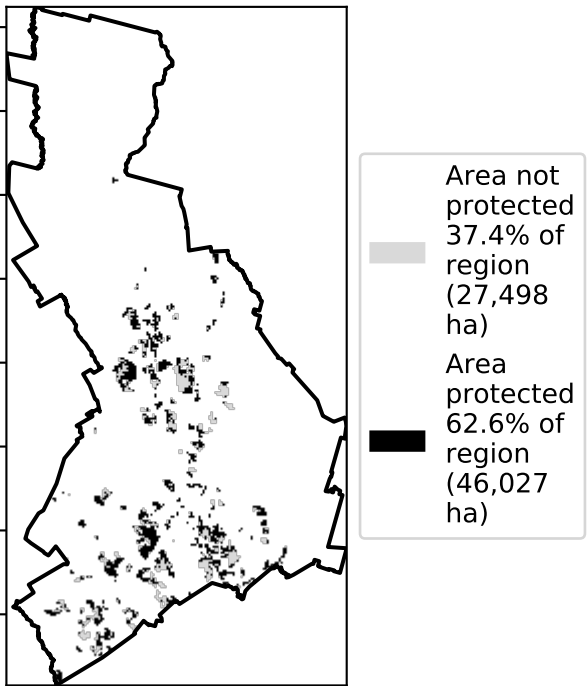 Area not
protected
37.4% of
region
(27,498
ha)
Area
protected
62.6% of
region
(46,027
ha)